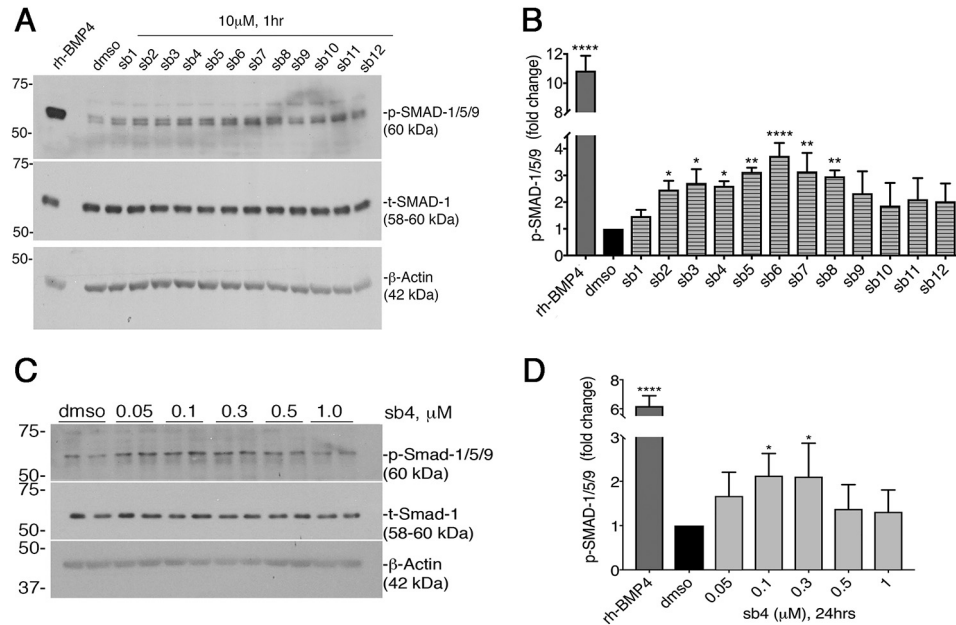 A
10μM, 1hr
rh-BMP4
dmso
sb1
sb2
sb3
sb4
sb5
sb6
sb7
sb8
sb9
sb10
sb11
sb12
75-
50-
-p-SMAD-1/5/9
(60 kDa)
75-
50-
-t-SMAD-1
(58-60 kDa)
50-
-β-Actin
(42 kDa)
B
p-SMAD-1/5/9 (fold change)
12
10
8
4
3
2
1
0
****
*
*
*
**
****
**
**
rh-BMP4
dmso
sb1
sb2
sb3
sb4
sb5
sb6
sb7
sb8
sb9
sb10
sb11
sb12
C
dmso 0.05 0.1 0.3 0.5 1.0 sb4, μM
75-
50-
-p-Smad-1/5/9
(60 kDa)
75-
50-
-t-Smad-1
(58-60 kDa)
50-
37-
-β-Actin
(42 kDa)
D
p-SMAD-1/5/9 (fold change)
8
6
3
2
1
0
****
*
*
rh-BMP4
dmso
0.05
0.1
0.3
0.5
1
sb4 (μM), 24hrs